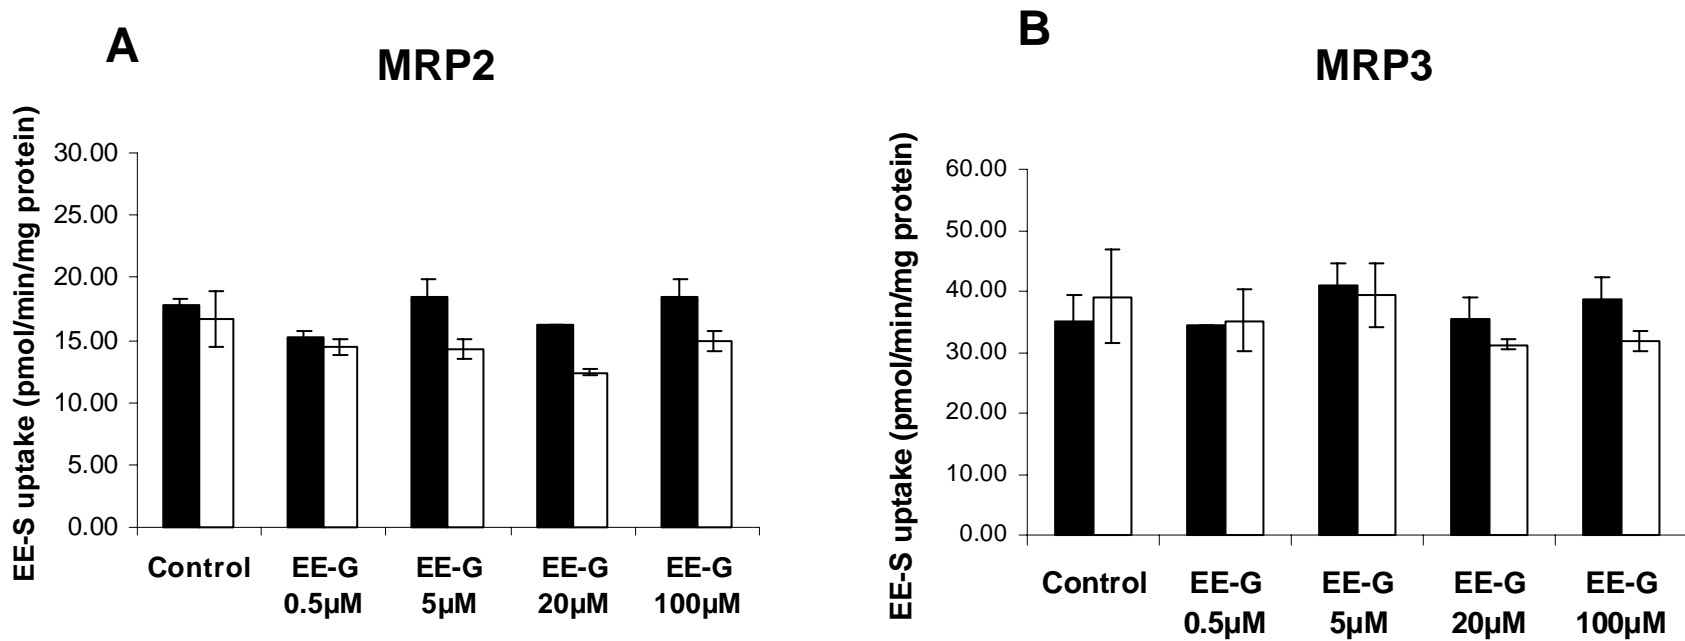 A
MRP2
EE-S uptake (pmol/min/mg protein)
30.00
25.00
20.00
15.00
10.00
5.00
0.00
Control
EE-G
0.5µM
EE-G
5µM
EE-G
20µM
EE-G
100µM
B
MRP3
EE-S uptake (pmol/min/mg protein)
60.00
50.00
40.00
30.00
20.00
10.00
0.00
Control
EE-G
0.5µM
EE-G
5µM
EE-G
20µM
EE-G
100µM